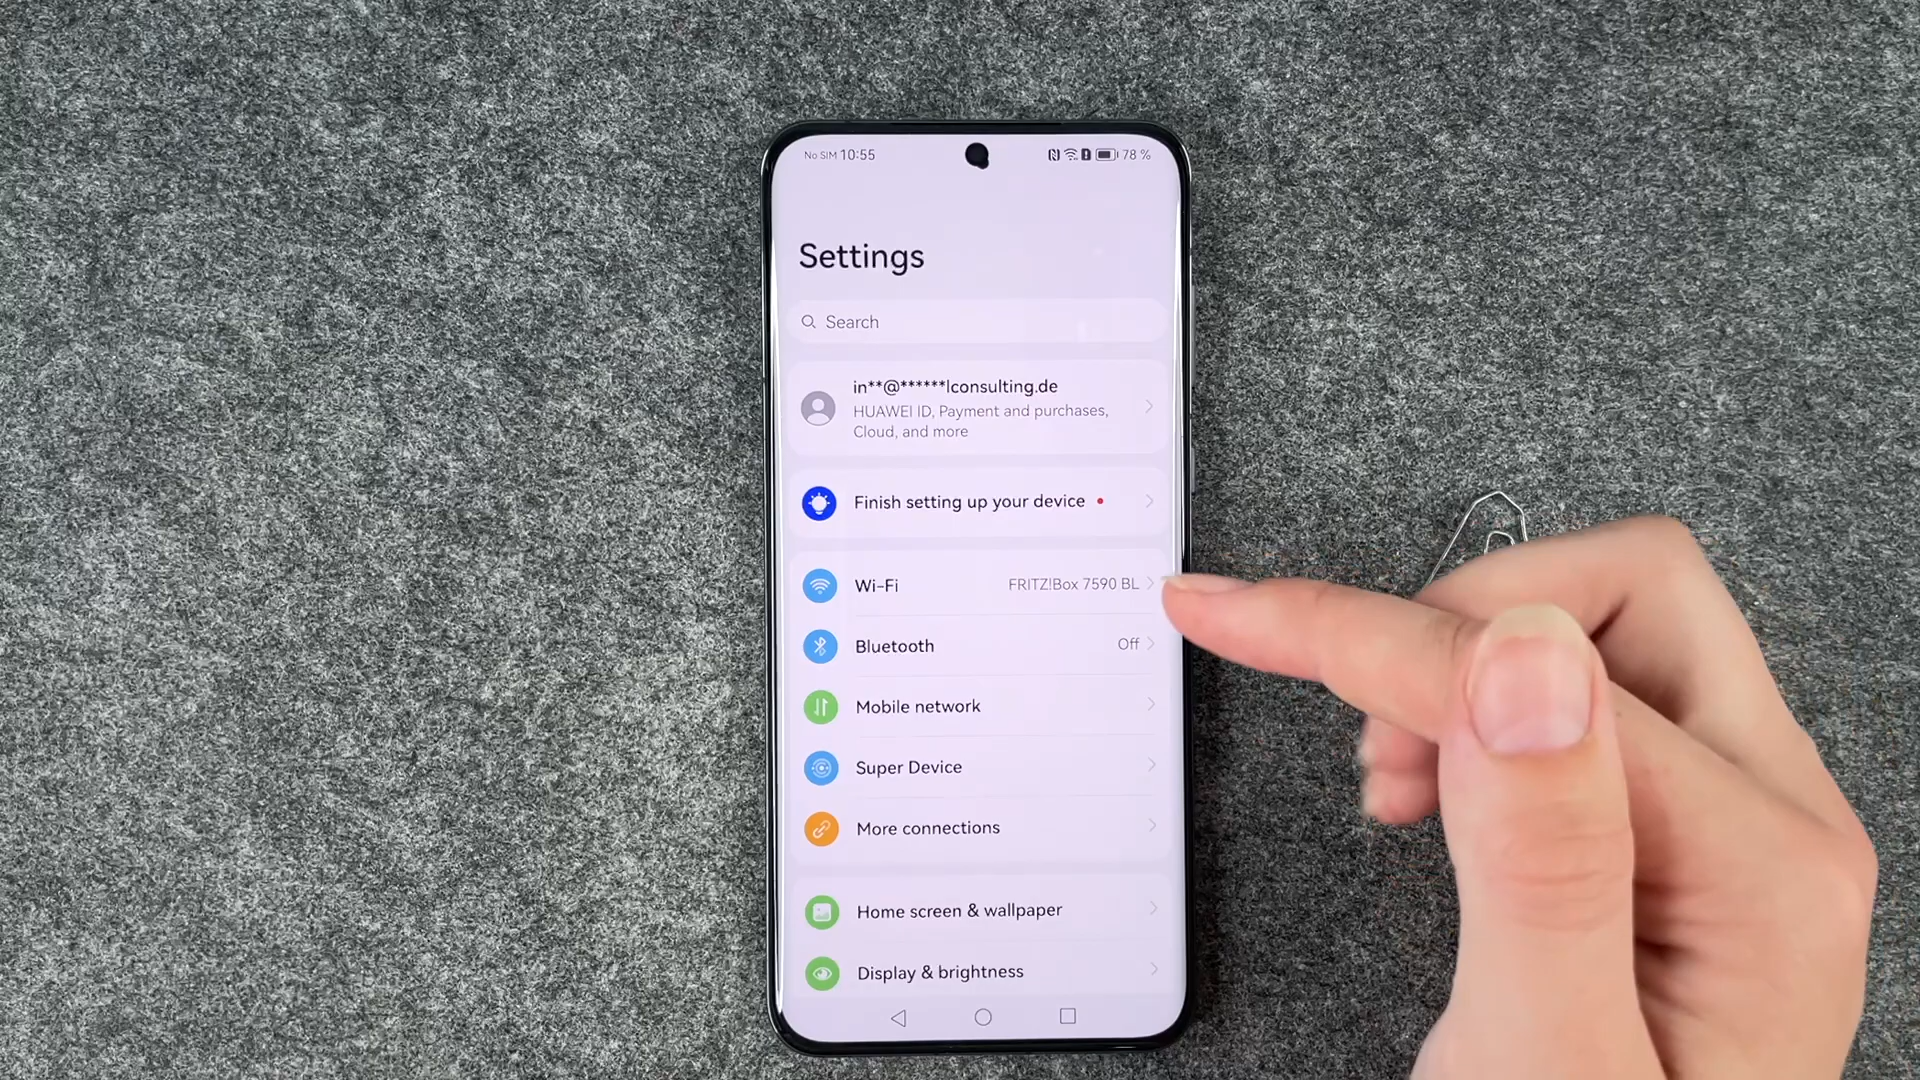 No SIM 10:55
78 %
Settings
Search
in**@******lconsulting.de
HUAWEI ID, Payment and purchases,
Cloud, and more
Finish setting up your device
Wi-Fi FRITZ!Box 7590 BL
Bluetooth Off
Mobile network
Super Device
More connections
Home screen & wallpaper
Display & brightness